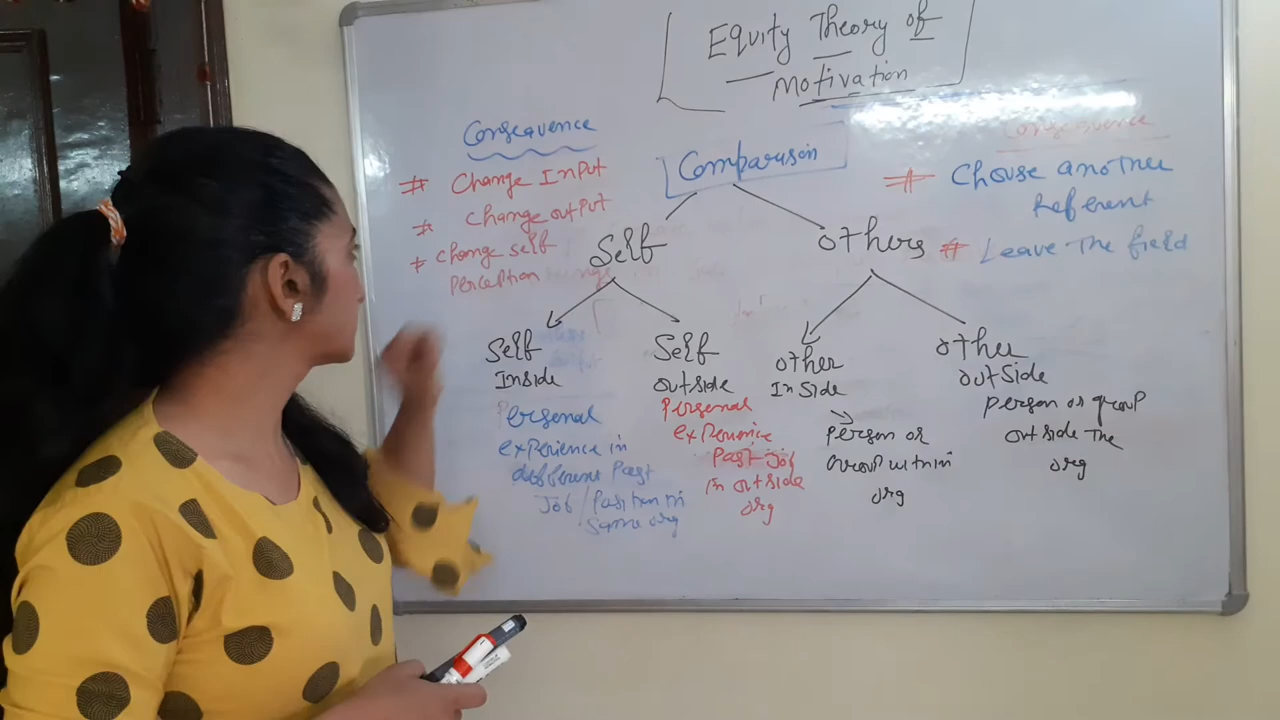 Equity Theory of
Motivation
Consequence
# Change Input
# Change output
# Change self
Perception
Comparison
Consequence
# Choose another
Referent
# Leave The field
Self
others
Self
Inside
Personal
experience in
different Past
Job / Position in
Same org
Self
outside
Personal
experience
Past Job
in outside
org
other
Inside
Person or
Group within
org
other
outside
Person or group
outside the
org